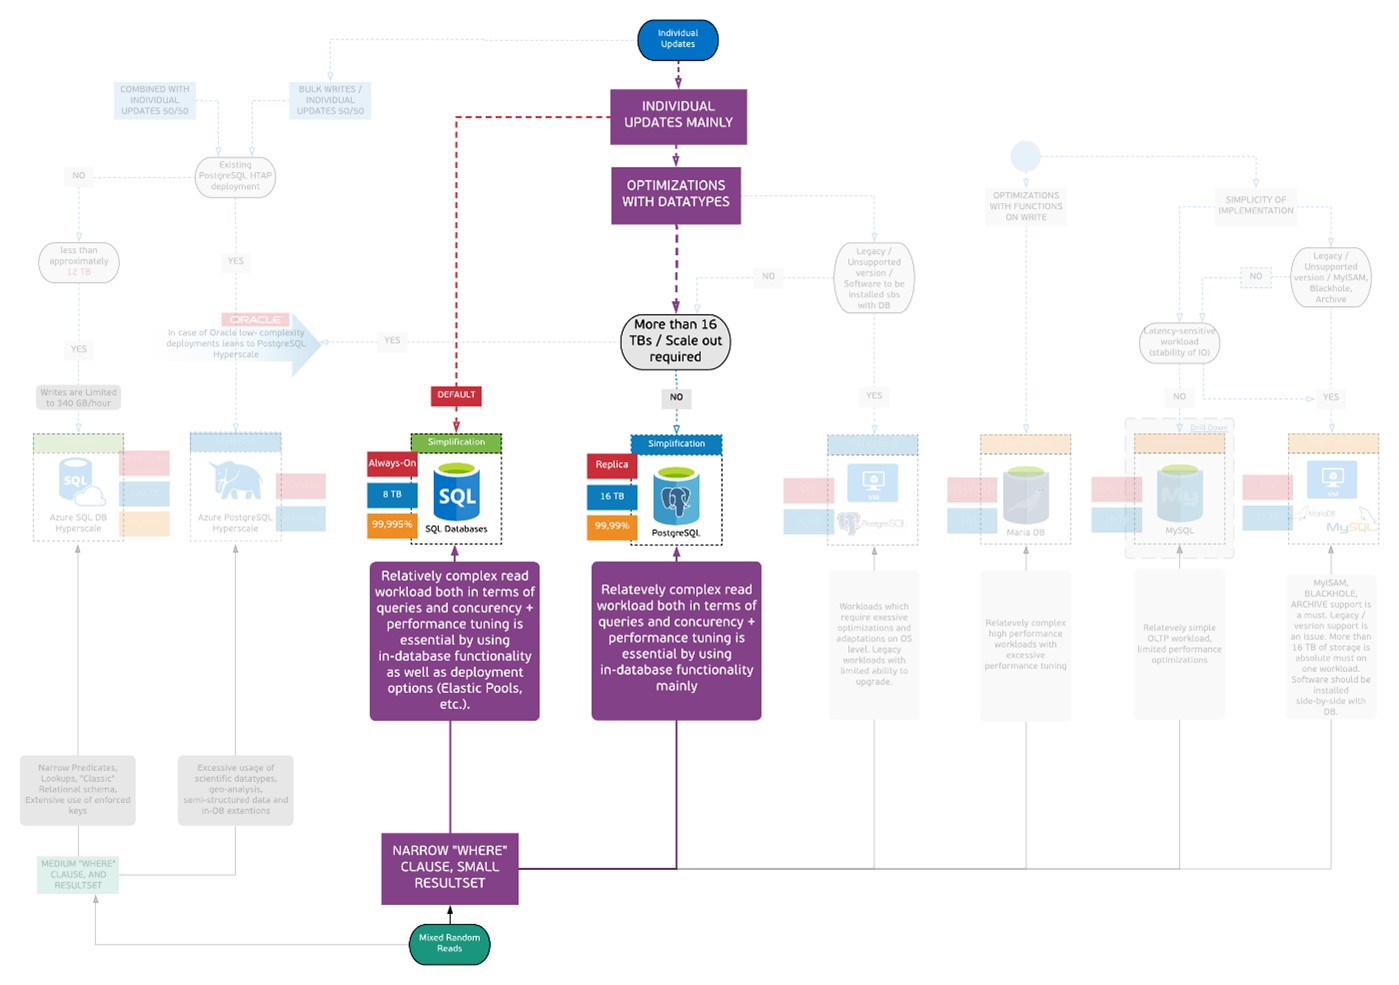 Individual
Updates
COMBINED WITH
INDIVIDUAL
UPDATES 50/50
BULK WRITES /
INDIVIDUAL
UPDATES 50/50
INDIVIDUAL
UPDATES MAINLY
Existing
PostgreSQL HTAP
deployment
NO
OPTIMIZATIONS
WITH DATATYPES
OPTIMIZATIONS
WITH FUNCTIONS
ON WRITE
SIMPLICITY OF
IMPLEMENTATION
less than
approximately
12 TB
YES
NO
Legacy /
Unsupported
version /
Software to be
installed sbs
with DB
NO
Legacy /
Unsupported
version / MyISAM,
Blackhole,
Archive
ORACLE
In case of Oracle low- complexity
deployments leans to PostgreSQL
Hyperscale
YES
YES
More than 16
TBs / Scale out
required
Latency-sensitive
workload
(stability of IO)
Writes are Limited
to 340 GB/hour
DEFAULT
NO
YES
NO
YES
Drill Down
Simplification
Simplification
Always-On
8 TB
99,995%
SQL
SQL Databases
Replica
16 TB
99,99%
PostgreSQL
SQL
Azure SQL DB
Hyperscale
Azure PostgreSQL
Hyperscale
VM
PostgreSQL
Maria DB
My
MySQL
VM
MariaDB
MySQL
Relatively complex read
workload both in terms of
queries and concurency +
performance tuning is
essential by using
in-database functionality
as well as deployment
options (Elastic Pools,
etc.).
Relatevely complex read
workload both in terms of
queries and concurency +
performance tuning is
essential by using
in-database functionality
mainly
Workloads which
require exessive
optimizations and
adaptations on OS
level. Legacy
workloads with
limited ability to
upgrade.
Relatevely complex
high performance
workloads with
excessive
performance tuning
Relatevely simple
OLTP workload,
limited performance
optimizations
MyISAM,
BLACKHOLE,
ARCHIVE support is
a must. Legacy /
vesrion support is
an issue. More than
16 TB of storage is
absolute must on
one workload.
Software should be
installed
side-by-side with
DB.
Narrow Predicates,
Lookups, "Classic"
Relational schema,
Extensive use of enforced
keys
Excessive usage of
scientific datatypes,
geo-analysis,
semi-structured data and
in-DB extentions
MEDIUM "WHERE"
CLAUSE, AND
RESULTSET
NARROW "WHERE"
CLAUSE, SMALL
RESULTSET
Mixed Random
Reads